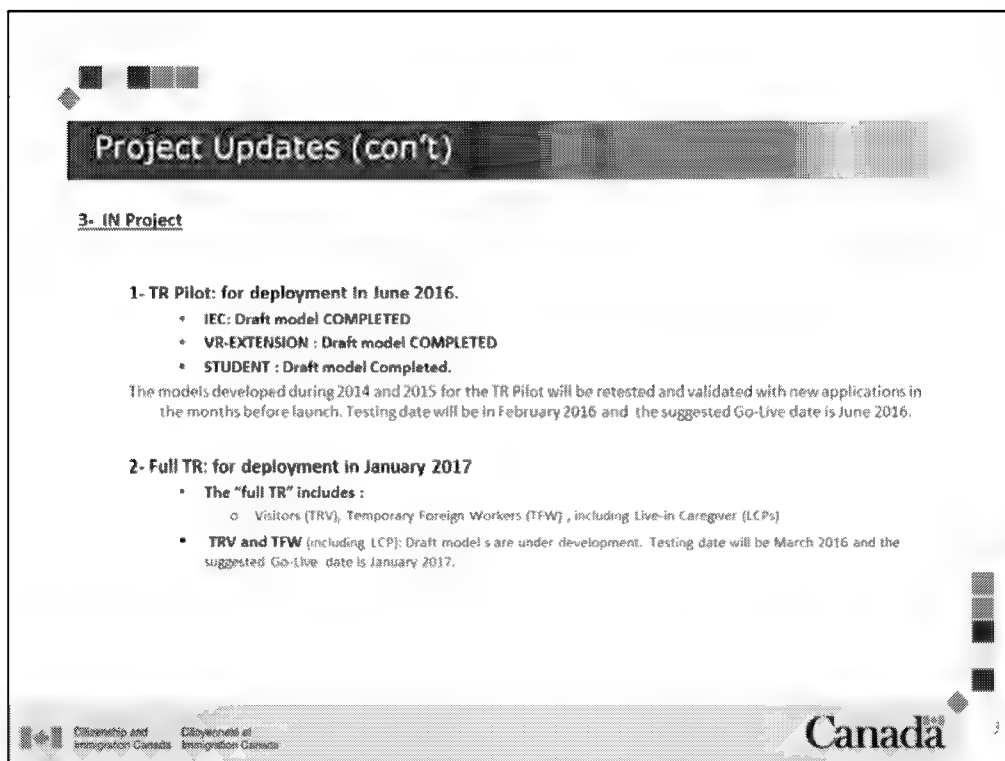 Project Updates (con't)
3- IN Project
1- TR Pilot: for deployment in June 2016.
• IEC: Draft model COMPLETED
• VR-EXTENSION : Draft model COMPLETED
• STUDENT : Draft model Completed.
The models developed during 2014 and 2015 for the TR Pilot will be retested and validated with new applications in
the months before launch. Testing date will be in February 2016 and the suggested Go-Live date is June 2016.
2- Full TR: for deployment in January 2017
• The "full TR" includes :
o Visitors (TRV), Temporary Foreign Workers (TFW) , including Live-in Caregiver (LCPs)
• TRV and TFW (including LCP): Draft model s are under development. Testing date will be March 2016 and the
suggested Go-Live date is January 2017.
Citizenship and Citoyenneté et
Immigration Canada Immigration Canada
Canada
3